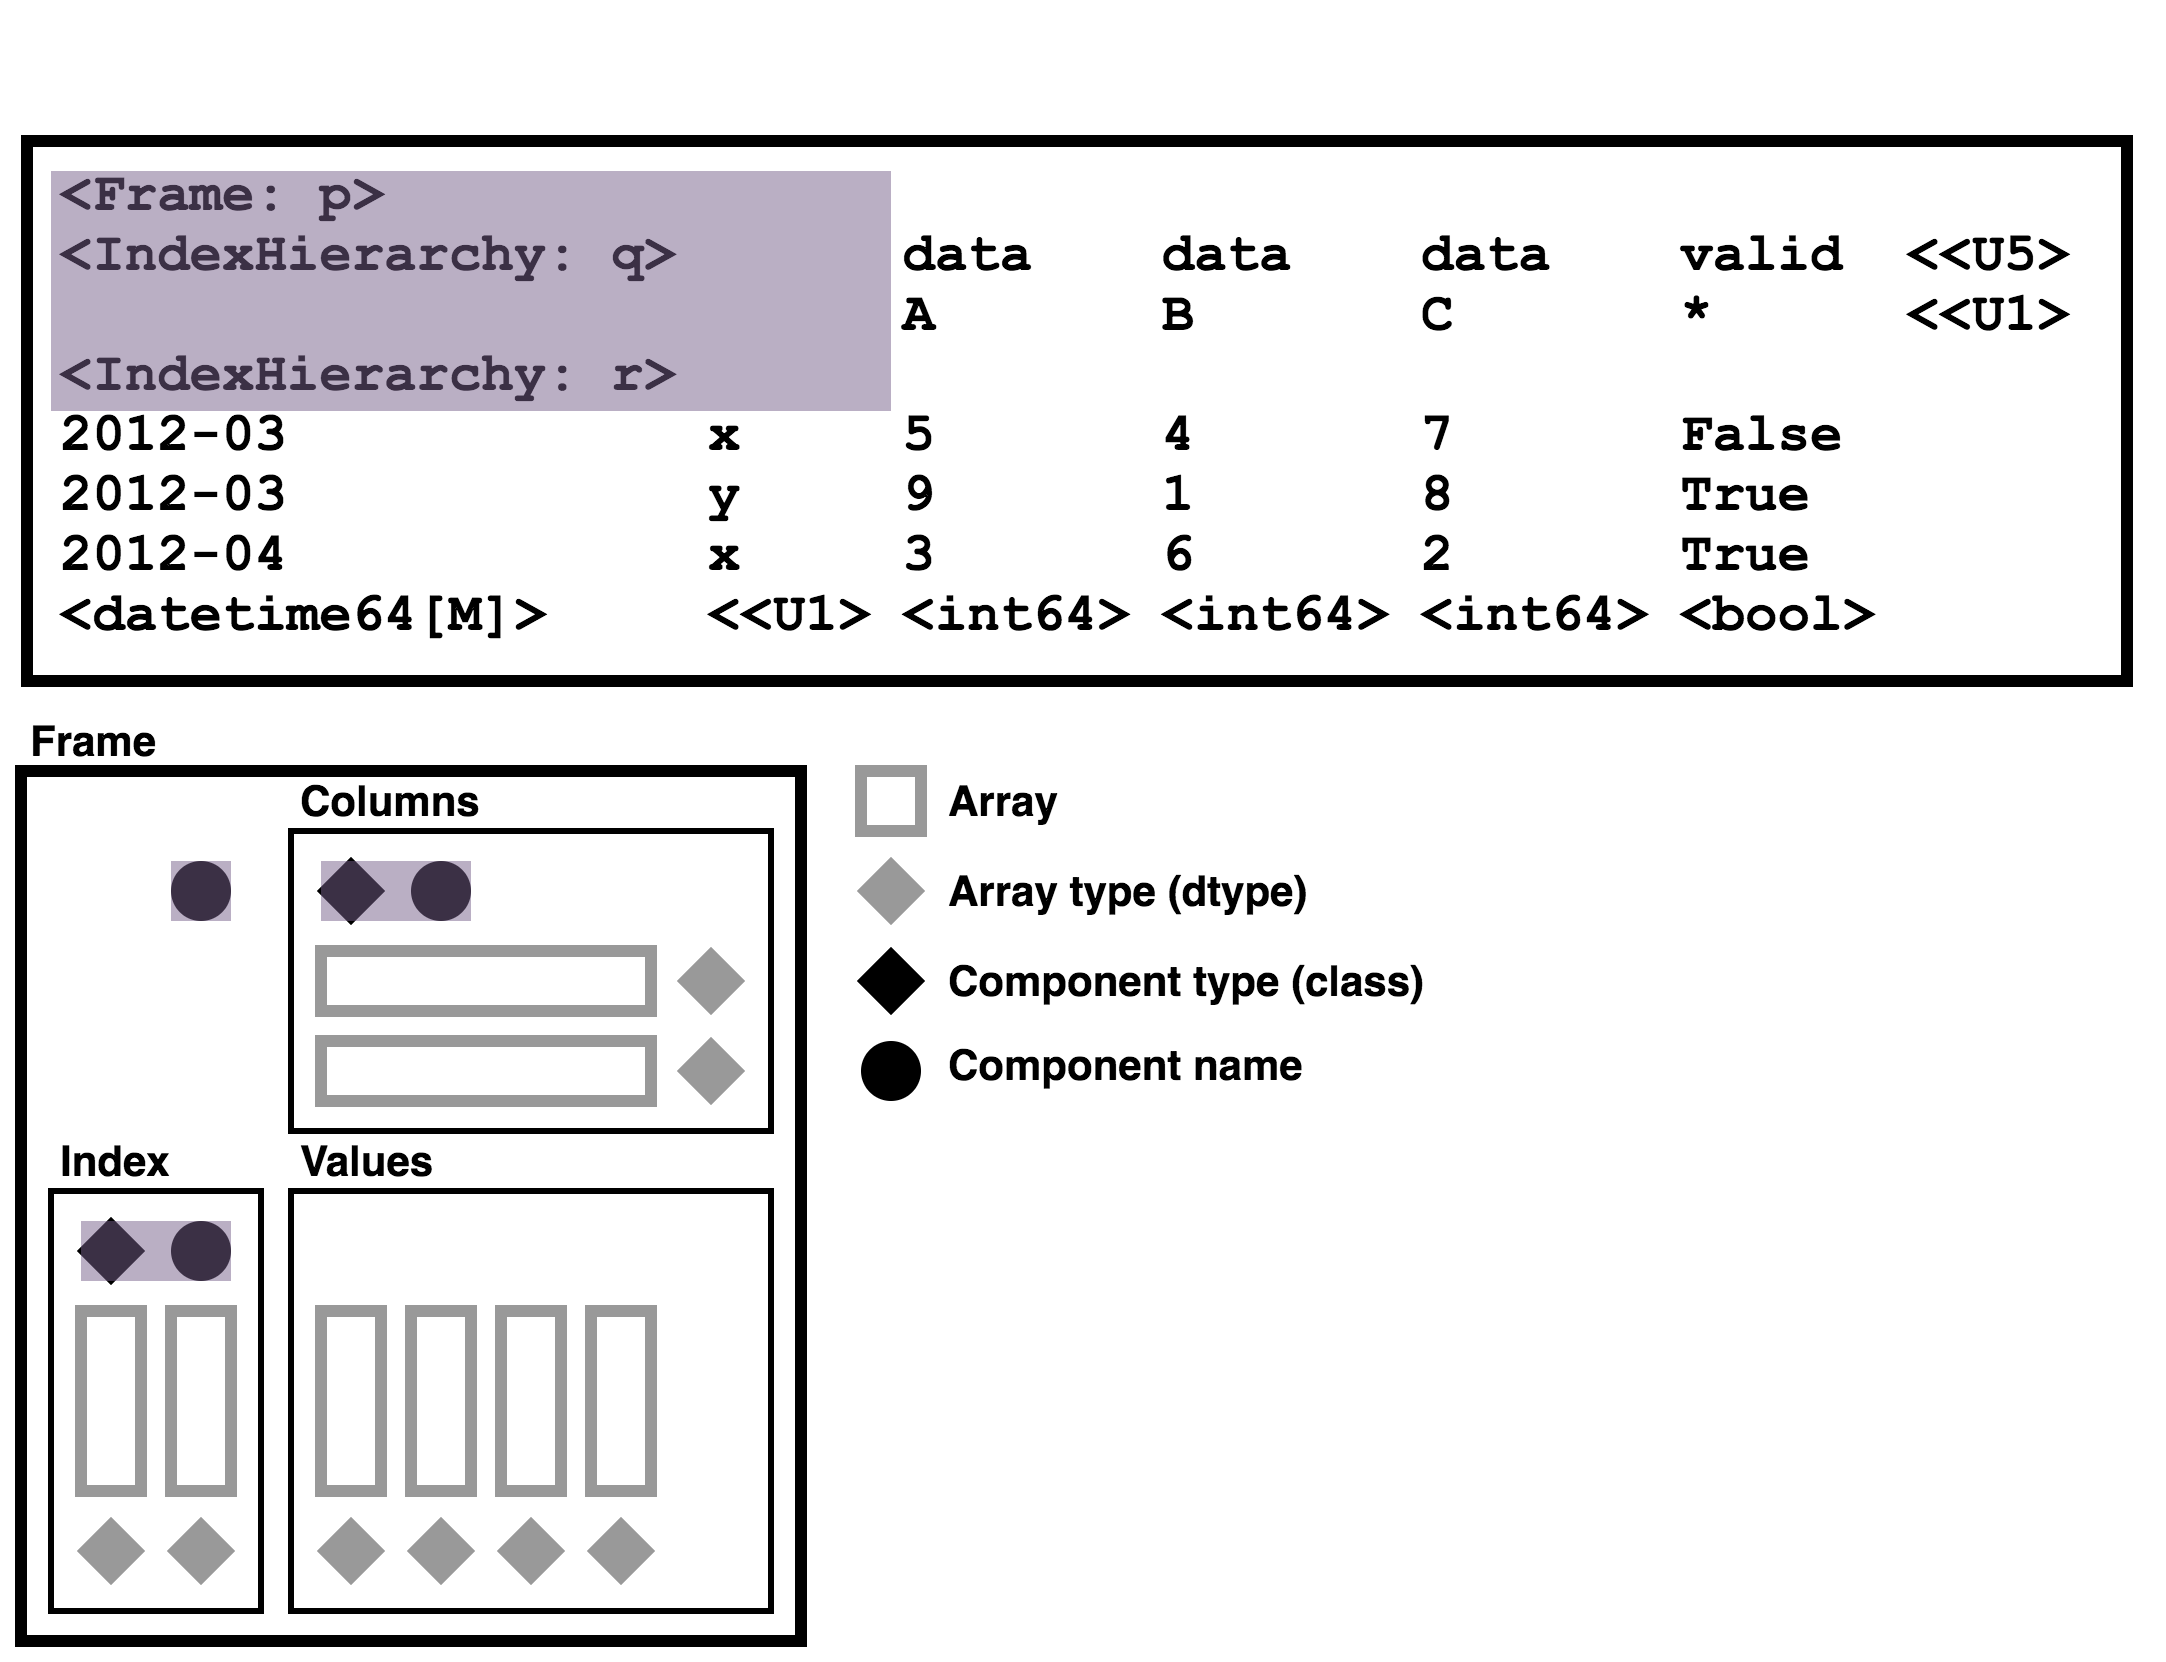 <Frame: p>
<IndexHierarchy: q> data data data valid <<U5>
A B C * <<U1>
<IndexHierarchy: r>
2012-03 x 5 4 7 False
2012-03 y 9 1 8 True
2012-04 x 3 6 2 True
<datetime64[M]> <<U1> <int64> <int64> <int64> <bool>
Frame
Columns
Index
Values
Array
Array type (dtype)
Component type (class)
Component name